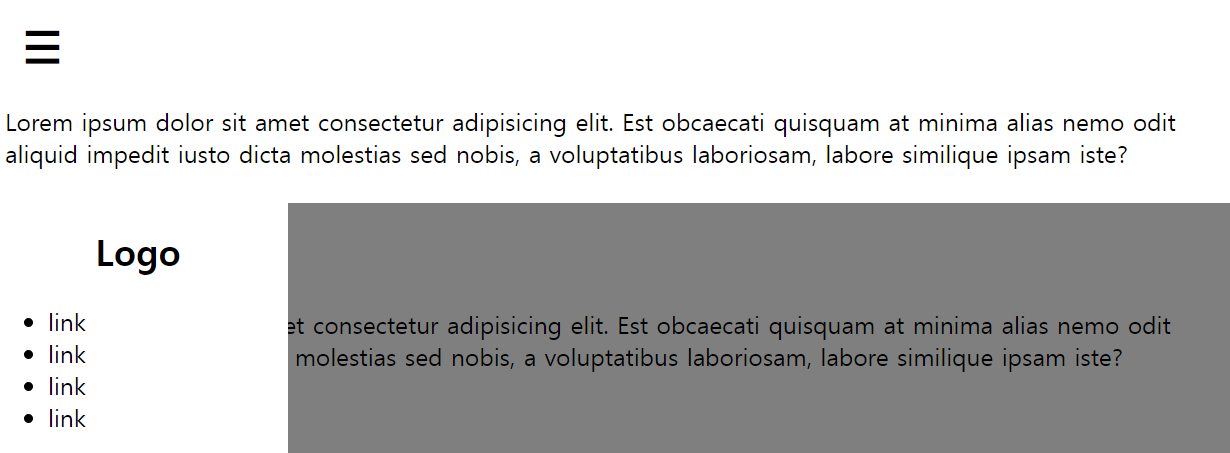 Lorem ipsum dolor sit amet consectetur adipisicing elit. Est obcaecati quisquam at minima alias nemo odit
aliquid impedit iusto dicta molestias sed nobis, a voluptatibus laboriosam, labore similique ipsam iste?
Logo
link
et consectetur adipisicing elit. Est obcaecati quisquam at minima alias nemo odit
link
molestias sed nobis, a voluptatibus laboriosam, labore similique ipsam iste?
link
link